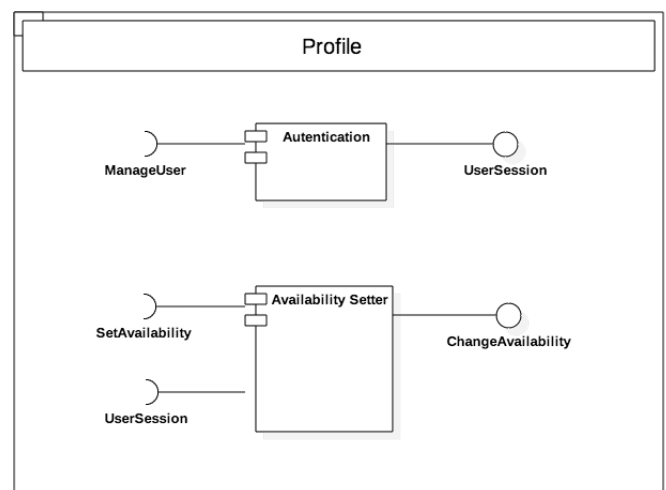 Profile
Autentication
ManageUser
UserSession
Availability Setter
SetAvailability
ChangeAvailability
UserSession